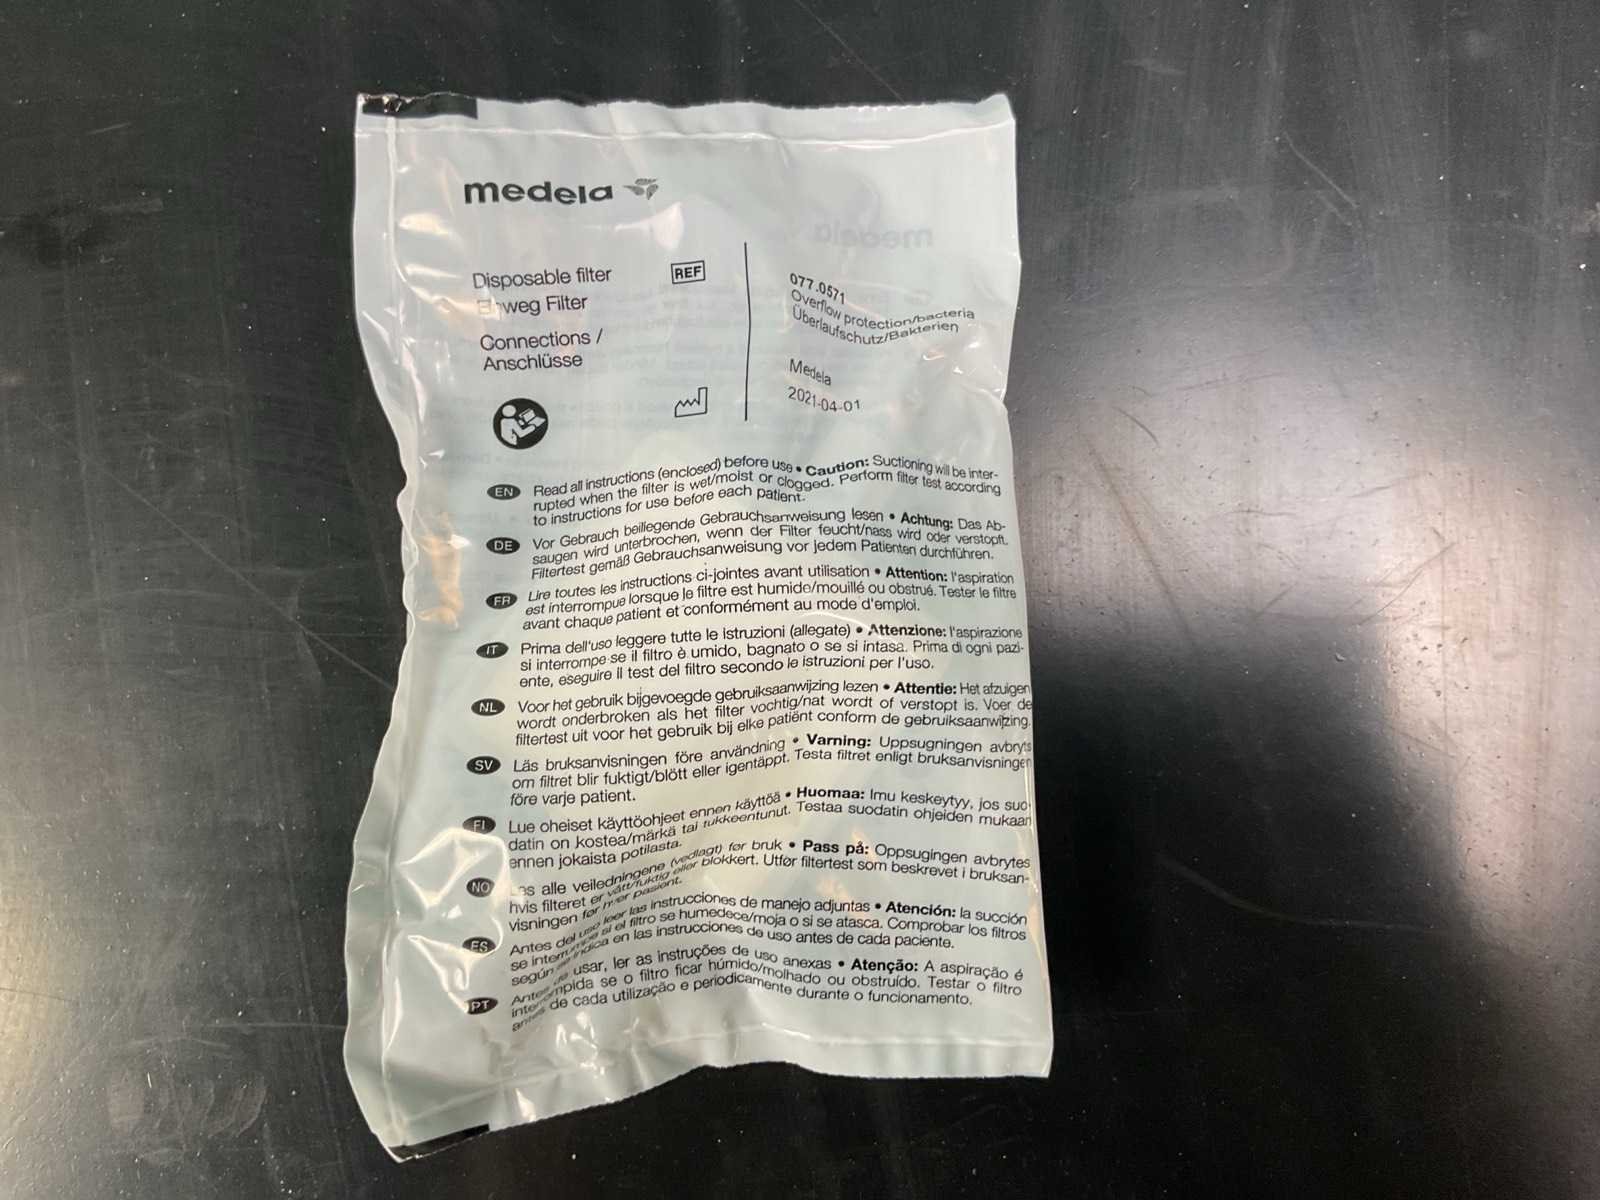 medela
Disposable filter
REF
077.0571
weg Filter
Overflow protection/bacteria
Überlaufschutz/Bakterien
Connections /
Anschlüsse
Medela
2021-04-01
EN Read all instructions (enclosed) before use • Caution: Suctioning will be inter-
rupted when the filter is wet/moist or clogged. Perform filter test according
to instructions for use before each patient.
DE Vor Gebrauch beiliegende Gebrauchsanweisung lesen • Achtung: Das Ab-
saugen wird unterbrochen, wenn der Filter feucht/nass wird oder verstopft.
Filtertest gemäß Gebrauchsanweisung vor jedem Patienten durchführen.
FR Lire toutes les instructions ci-jointes avant utilisation • Attention: l'aspiration
est interrompue lorsque le filtre est humide/mouillé ou obstrué. Tester le filtre
avant chaque patient et conformément au mode d'emploi.
IT Prima dell'uso leggere tutte le istruzioni (allegate) • Attenzione: l'aspirazione
si interrompe se il filtro è umido, bagnato o se si intasa. Prima di ogni pazi-
ente, eseguire il test del filtro secondo le istruzioni per l'uso.
NL Voor het gebruik bijgevoegde gebruiksaanwijzing lezen • Attentie: Het afzuigen
wordt onderbroken als het filter vochtig/nat wordt of verstopt is. Voer de
filtertest uit voor het gebruik bij elke patiënt conform de gebruiksaanwijzing.
SV Läs bruksanvisningen före användning • Varning: Uppsugningen avbryts
om filtret blir fuktigt/blött eller igentäppt. Testa filtret enligt bruksanvisningen
före varje patient.
FI Lue oheiset käyttöohjeet ennen käyttöä • Huomaa: Imu keskeytyy, jos suo-
datin on kostea/märkä tai tukkeentunut. Testaa suodatin ohjeiden mukaan
ennen jokaista potilasta.
NO alle veiledningene (vedlagt) før bruk • Pass på: Oppsugingen avbrytes
hvis filteret er vått/fuktig eller blokkert. Utfør filtertest som beskrevet i bruksan-
visningen før hver pasient.
ES Antes del uso leer las instrucciones de manejo adjuntas • Atención: la succión
se interrumpe si el filtro se humedece/moja o si se atasca. Comprobar los filtros
según se indica en las instrucciones de uso antes de cada paciente.
PT Antes de usar, ler as instruções de uso anexas • Atenção: A aspiração é
interrompida se o filtro ficar húmido/molhado ou obstruído. Testar o filtro
antes de cada utilização e periodicamente durante o funcionamento.